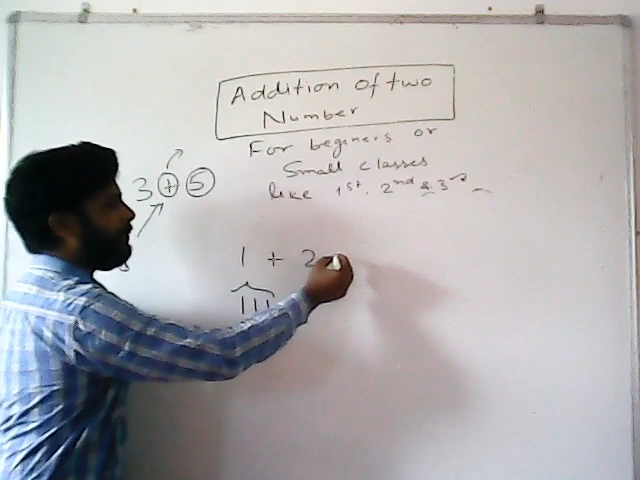 Addition of two
Number
For beginers or
Small classes
like 1st, 2nd & 3rd
3 + 5
1 + 2
|||